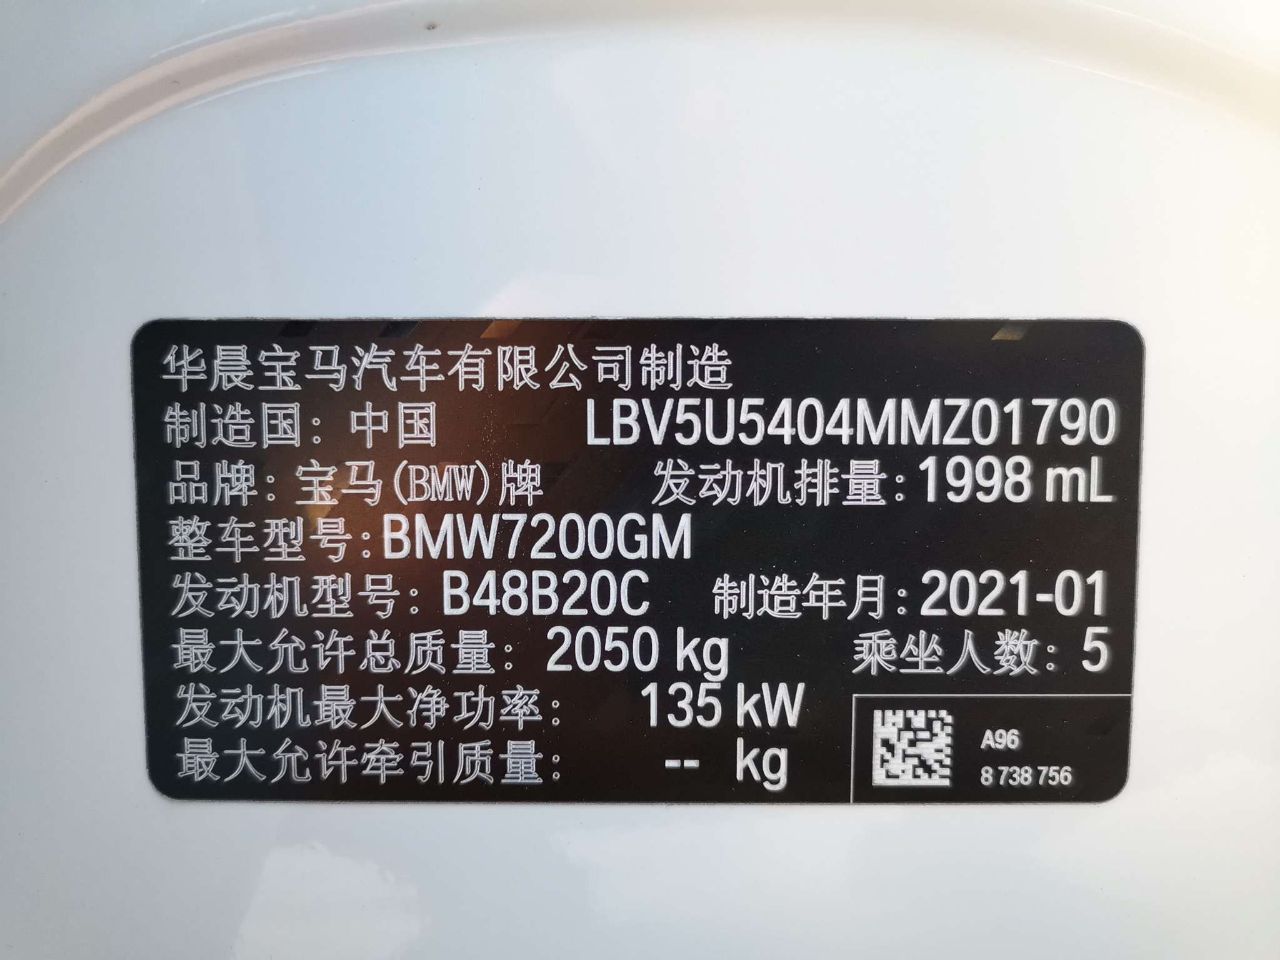 华晨宝马汽车有限公司制造
制造国: 中国 LBV5U5404MMZ01790
品牌: 宝马(BMW)牌 发动机排量: 1998 mL
整车型号: BMW7200GM
发动机型号: B48B20C 制造年月: 2021-01
最大允许总质量: 2050 kg 乘坐人数: 5
发动机最大净功率: 135 kW
最大允许牵引质量: -- kg
A96
8 738 756